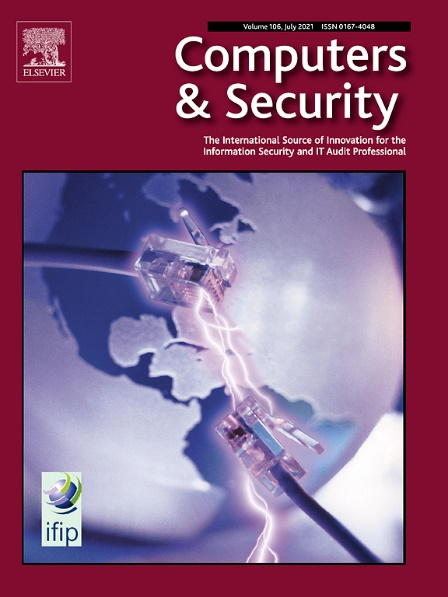 Volume 106, July 2021 ISSN 0167-4048
ELSEVIER
Computers
& Security
The International Source of Innovation for the
Information Security and IT Audit Professional
ifip